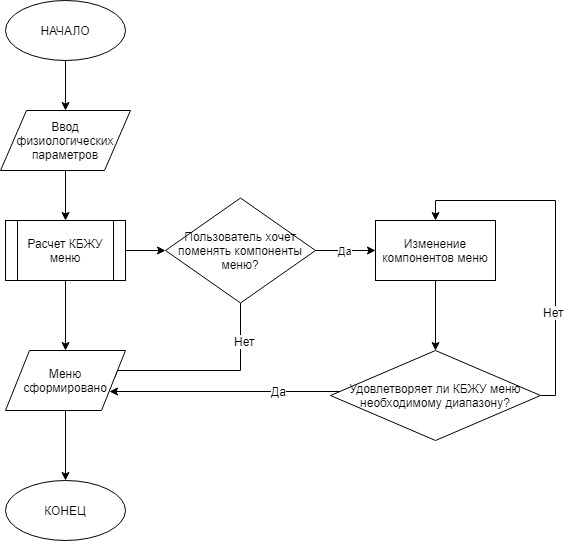 НАЧАЛО
Ввод
физиологических
параметров
Расчет КБЖУ
меню
Пользователь хочет
поменять компоненты
меню?
Да
Изменение
компонентов меню
Нет
Нет
Меню
сформировано
Да
Удовлетворяет ли КБЖУ меню
необходимому диапазону?
КОНЕЦ